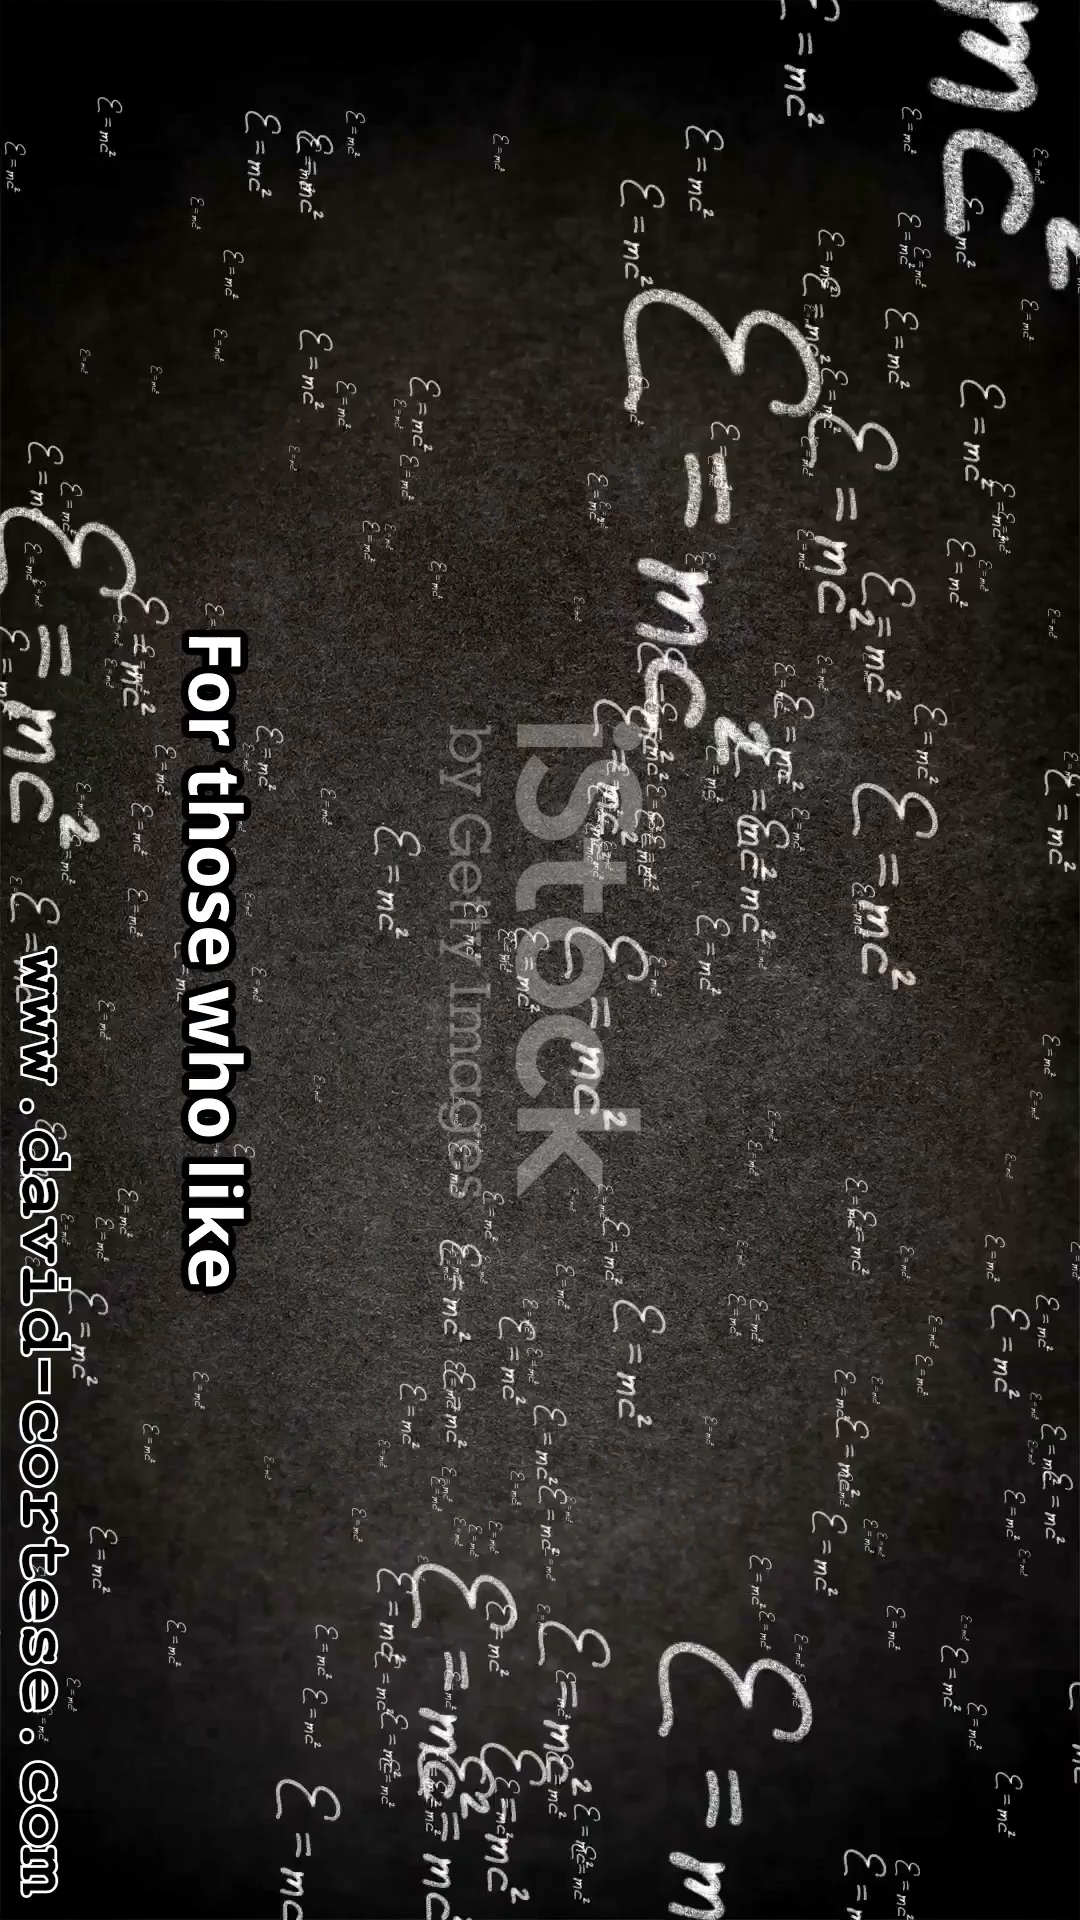 ℰ = mc²
iStock
by Getty Images
For those who like
www.david-cortese.com